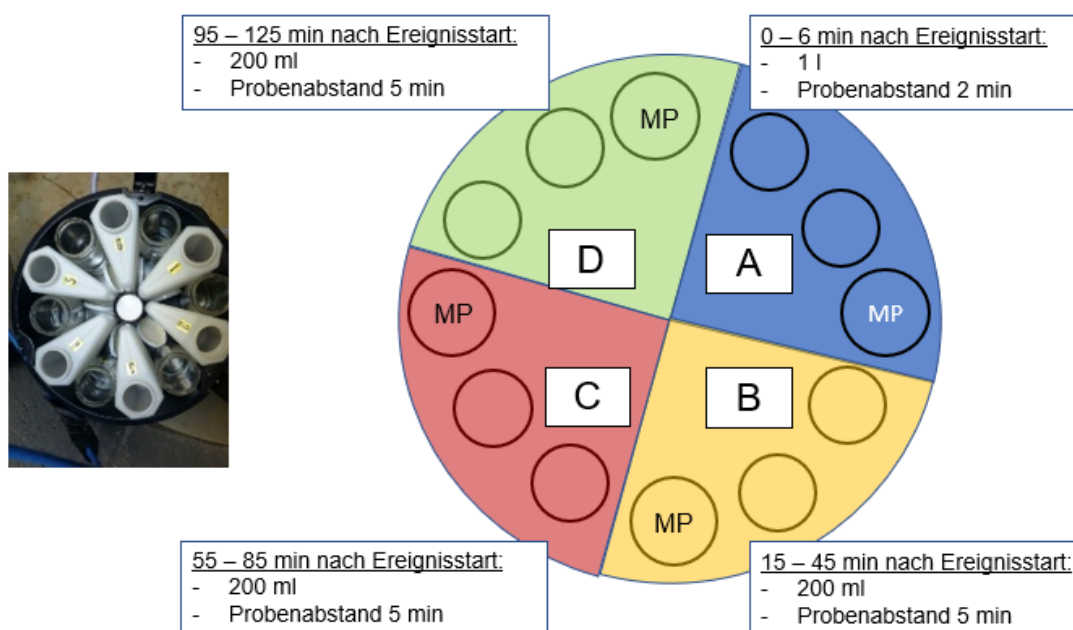 95 – 125 min nach Ereignisstart:
- 200 ml
- Probenabstand 5 min
0 – 6 min nach Ereignisstart:
- 1 l
- Probenabstand 2 min
MP
D
A
MP
MP
C
B
MP
55 – 85 min nach Ereignisstart:
- 200 ml
- Probenabstand 5 min
15 – 45 min nach Ereignisstart:
- 200 ml
- Probenabstand 5 min